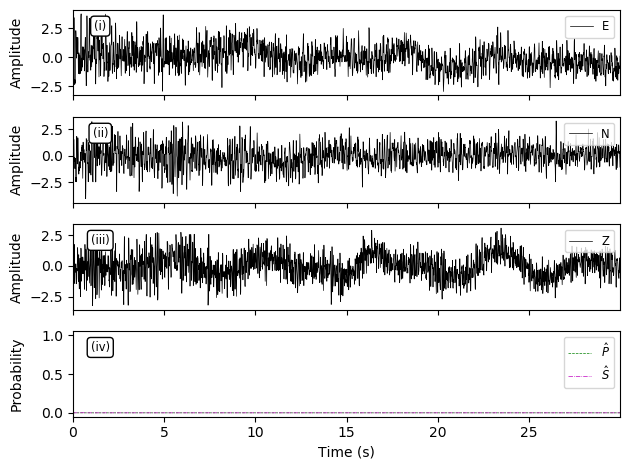 (i)
E
Amplitude
2.5
0.0
−2.5
(ii)
N
Amplitude
2.5
0.0
−2.5
(iii)
Z
Amplitude
2.5
0.0
−2.5
(iv)
P̂
Ŝ
Probability
1.0
0.5
0.0
0 5 10 15 20 25
Time (s)